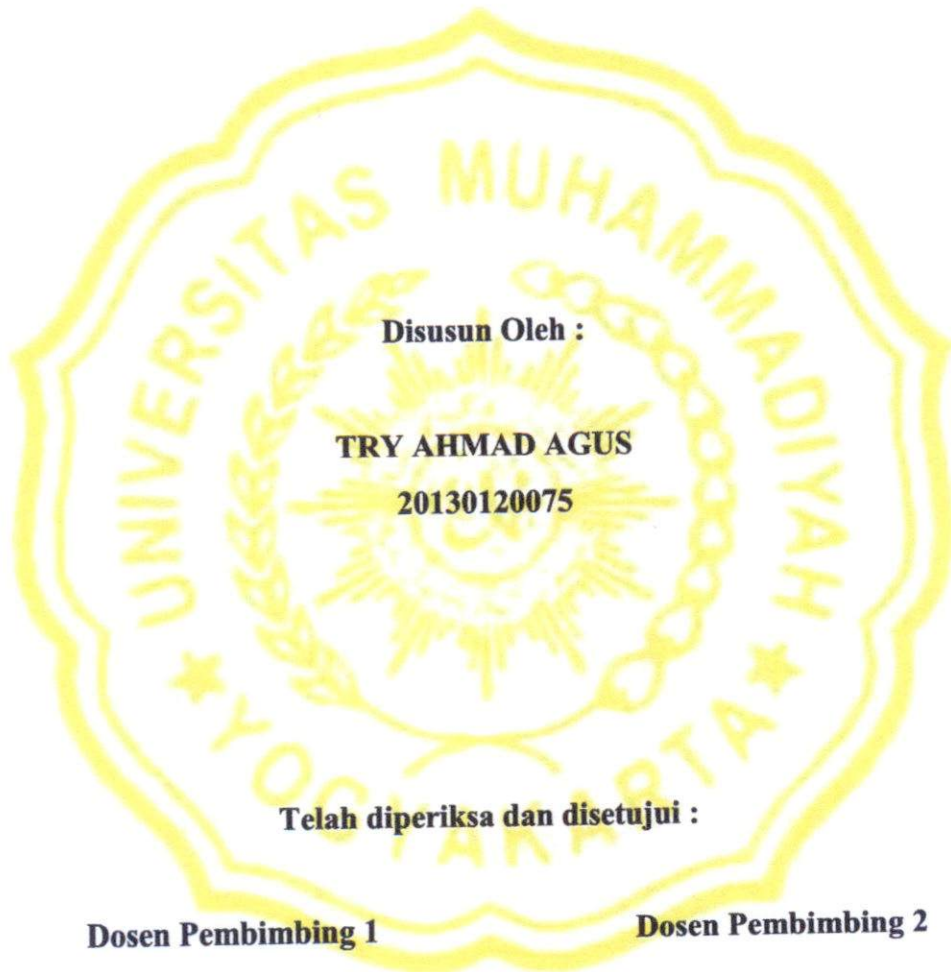 UNIVERSITAS MUHAMMADIYAH
Disusun Oleh :
TRY AHMAD AGUS
20130120075
★ YOGYAKARTA ★
Telah diperiksa dan disetujui :
Dosen Pembimbing 1 Dosen Pembimbing 2